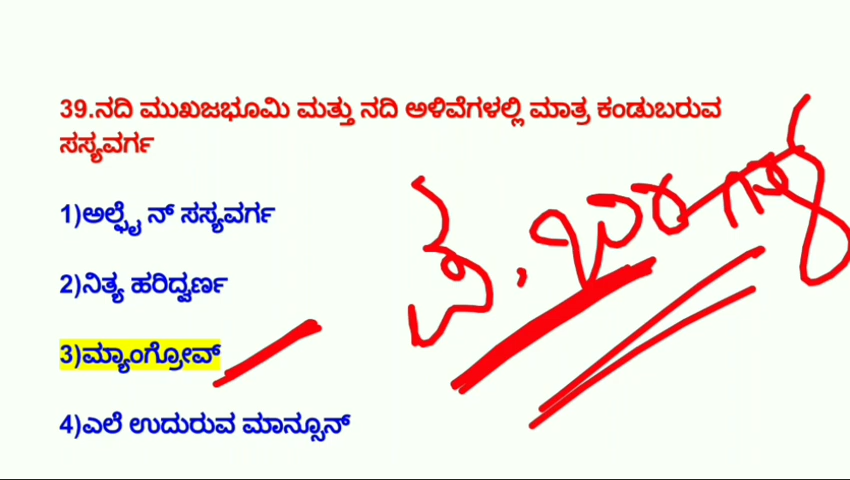 39.ನದಿ ಮುಖಜಭೂಮಿ ಮತ್ತು ನದಿ ಅಳಿವೆಗಳಲ್ಲಿ ಮಾತ್ರ ಕಂಡುಬರುವ
ಸಸ್ಯವರ್ಗ
1)ಅಲ್ಫೈ ನ್ ಸಸ್ಯವರ್ಗ
2)ನಿತ್ಯ ಹರಿದ್ವರ್ಣ
3)ಮ್ಯಾಂಗ್ರೋವ್
4)ಎಲೆ ಉದುರುವ ಮಾನ್ಸೂನ್